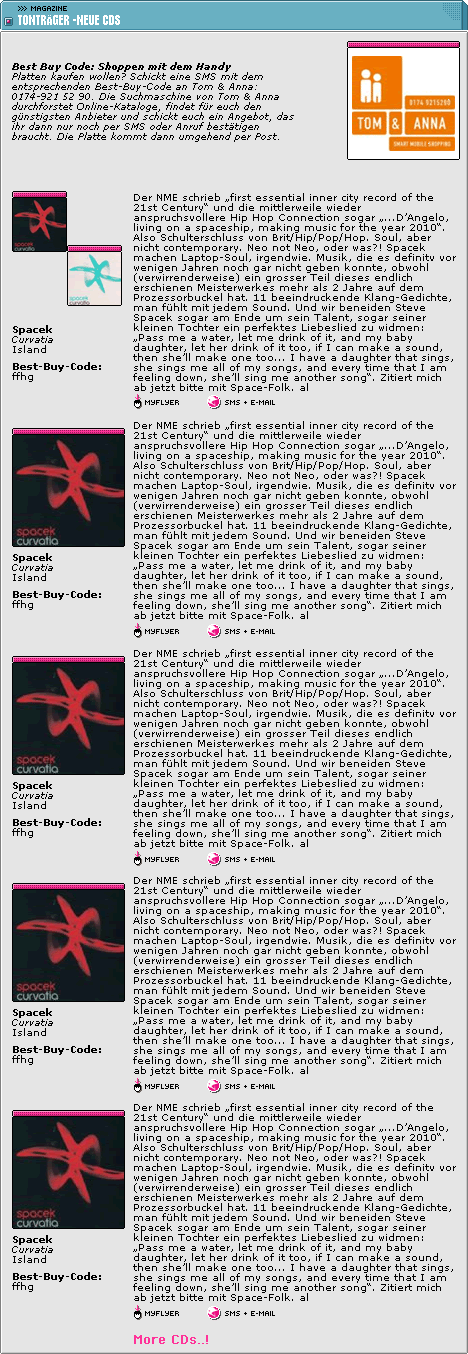 >>> MAGAZINE
TONTRäGER -NEUE CDS
Best Buy Code: Shoppen mit dem Handy
Platten kaufen wollen? Schickt eine SMS mit dem
entsprechenden Best-Buy-Code an Tom & Anna:
0174-921 52 90. Die Suchmaschine von Tom & Anna
durchforstet Online-Kataloge, findet für euch den
günstigsten Anbieter und schickt euch ein Angebot, das
ihr dann nur noch per SMS oder Anruf bestätigen
braucht. Die Platte kommt dann umgehend per Post.
0174 9215290
TOM & ANNA
SMART MOBILE SHOPPING
spacek
curvatia
spacek
curvatia
Spacek
Curvatia
Island
Best-Buy-Code:
ffhg
Der NME schrieb „first essential inner city record of the
21st Century“ und die mittlerweile wieder
anspruchsvollere Hip Hop Connection sogar „...D’Angelo,
living on a spaceship, making music for the year 2010“.
Also Schulterschluss von Brit/Hip/Pop/Hop. Soul, aber
nicht contemporary. Neo not Neo, oder was?! Spacek
machen Laptop-Soul, irgendwie. Musik, die es definitv vor
wenigen Jahren noch gar nicht geben konnte, obwohl
(verwirrenderweise) ein grosser Teil dieses endlich
erschienen Meisterwerkes mehr als 2 Jahre auf dem
Prozessorbuckel hat. 11 beeindruckende Klang-Gedichte,
man fühlt mit jedem Sound. Und wir beneiden Steve
Spacek sogar am Ende um sein Talent, sogar seiner
kleinen Tochter ein perfektes Liebeslied zu widmen:
„Pass me a water, let me drink of it, and my baby
daughter, let her drink of it too, if I can make a sound,
then she’ll make one too... I have a daughter that sings,
she sings me all of my songs, and every time that I am
feeling down, she’ll sing me another song“. Zitiert mich
ab jetzt bitte mit Space-Folk. al
MYFLYER SMS + E-MAIL
spacek
curvatia
Spacek
Curvatia
Island
Best-Buy-Code:
ffhg
Der NME schrieb „first essential inner city record of the
21st Century“ und die mittlerweile wieder
anspruchsvollere Hip Hop Connection sogar „...D’Angelo,
living on a spaceship, making music for the year 2010“.
Also Schulterschluss von Brit/Hip/Pop/Hop. Soul, aber
nicht contemporary. Neo not Neo, oder was?! Spacek
machen Laptop-Soul, irgendwie. Musik, die es definitv vor
wenigen Jahren noch gar nicht geben konnte, obwohl
(verwirrenderweise) ein grosser Teil dieses endlich
erschienen Meisterwerkes mehr als 2 Jahre auf dem
Prozessorbuckel hat. 11 beeindruckende Klang-Gedichte,
man fühlt mit jedem Sound. Und wir beneiden Steve
Spacek sogar am Ende um sein Talent, sogar seiner
kleinen Tochter ein perfektes Liebeslied zu widmen:
„Pass me a water, let me drink of it, and my baby
daughter, let her drink of it too, if I can make a sound,
then she’ll make one too... I have a daughter that sings,
she sings me all of my songs, and every time that I am
feeling down, she’ll sing me another song“. Zitiert mich
ab jetzt bitte mit Space-Folk. al
MYFLYER SMS + E-MAIL
spacek
curvatia
Spacek
Curvatia
Island
Best-Buy-Code:
ffhg
Der NME schrieb „first essential inner city record of the
21st Century“ und die mittlerweile wieder
anspruchsvollere Hip Hop Connection sogar „...D’Angelo,
living on a spaceship, making music for the year 2010“.
Also Schulterschluss von Brit/Hip/Pop/Hop. Soul, aber
nicht contemporary. Neo not Neo, oder was?! Spacek
machen Laptop-Soul, irgendwie. Musik, die es definitv vor
wenigen Jahren noch gar nicht geben konnte, obwohl
(verwirrenderweise) ein grosser Teil dieses endlich
erschienen Meisterwerkes mehr als 2 Jahre auf dem
Prozessorbuckel hat. 11 beeindruckende Klang-Gedichte,
man fühlt mit jedem Sound. Und wir beneiden Steve
Spacek sogar am Ende um sein Talent, sogar seiner
kleinen Tochter ein perfektes Liebeslied zu widmen:
„Pass me a water, let me drink of it, and my baby
daughter, let her drink of it too, if I can make a sound,
then she’ll make one too... I have a daughter that sings,
she sings me all of my songs, and every time that I am
feeling down, she’ll sing me another song“. Zitiert mich
ab jetzt bitte mit Space-Folk. al
MYFLYER SMS + E-MAIL
spacek
curvatia
Spacek
Curvatia
Island
Best-Buy-Code:
ffhg
Der NME schrieb „first essential inner city record of the
21st Century“ und die mittlerweile wieder
anspruchsvollere Hip Hop Connection sogar „...D’Angelo,
living on a spaceship, making music for the year 2010“.
Also Schulterschluss von Brit/Hip/Pop/Hop. Soul, aber
nicht contemporary. Neo not Neo, oder was?! Spacek
machen Laptop-Soul, irgendwie. Musik, die es definitv vor
wenigen Jahren noch gar nicht geben konnte, obwohl
(verwirrenderweise) ein grosser Teil dieses endlich
erschienen Meisterwerkes mehr als 2 Jahre auf dem
Prozessorbuckel hat. 11 beeindruckende Klang-Gedichte,
man fühlt mit jedem Sound. Und wir beneiden Steve
Spacek sogar am Ende um sein Talent, sogar seiner
kleinen Tochter ein perfektes Liebeslied zu widmen:
„Pass me a water, let me drink of it, and my baby
daughter, let her drink of it too, if I can make a sound,
then she’ll make one too... I have a daughter that sings,
she sings me all of my songs, and every time that I am
feeling down, she’ll sing me another song“. Zitiert mich
ab jetzt bitte mit Space-Folk. al
MYFLYER SMS + E-MAIL
spacek
curvatia
Spacek
Curvatia
Island
Best-Buy-Code:
ffhg
Der NME schrieb „first essential inner city record of the
21st Century“ und die mittlerweile wieder
anspruchsvollere Hip Hop Connection sogar „...D’Angelo,
living on a spaceship, making music for the year 2010“.
Also Schulterschluss von Brit/Hip/Pop/Hop. Soul, aber
nicht contemporary. Neo not Neo, oder was?! Spacek
machen Laptop-Soul, irgendwie. Musik, die es definitv vor
wenigen Jahren noch gar nicht geben konnte, obwohl
(verwirrenderweise) ein grosser Teil dieses endlich
erschienen Meisterwerkes mehr als 2 Jahre auf dem
Prozessorbuckel hat. 11 beeindruckende Klang-Gedichte,
man fühlt mit jedem Sound. Und wir beneiden Steve
Spacek sogar am Ende um sein Talent, sogar seiner
kleinen Tochter ein perfektes Liebeslied zu widmen:
„Pass me a water, let me drink of it, and my baby
daughter, let her drink of it too, if I can make a sound,
then she’ll make one too... I have a daughter that sings,
she sings me all of my songs, and every time that I am
feeling down, she’ll sing me another song“. Zitiert mich
ab jetzt bitte mit Space-Folk. al
MYFLYER SMS + E-MAIL
More CDs..!